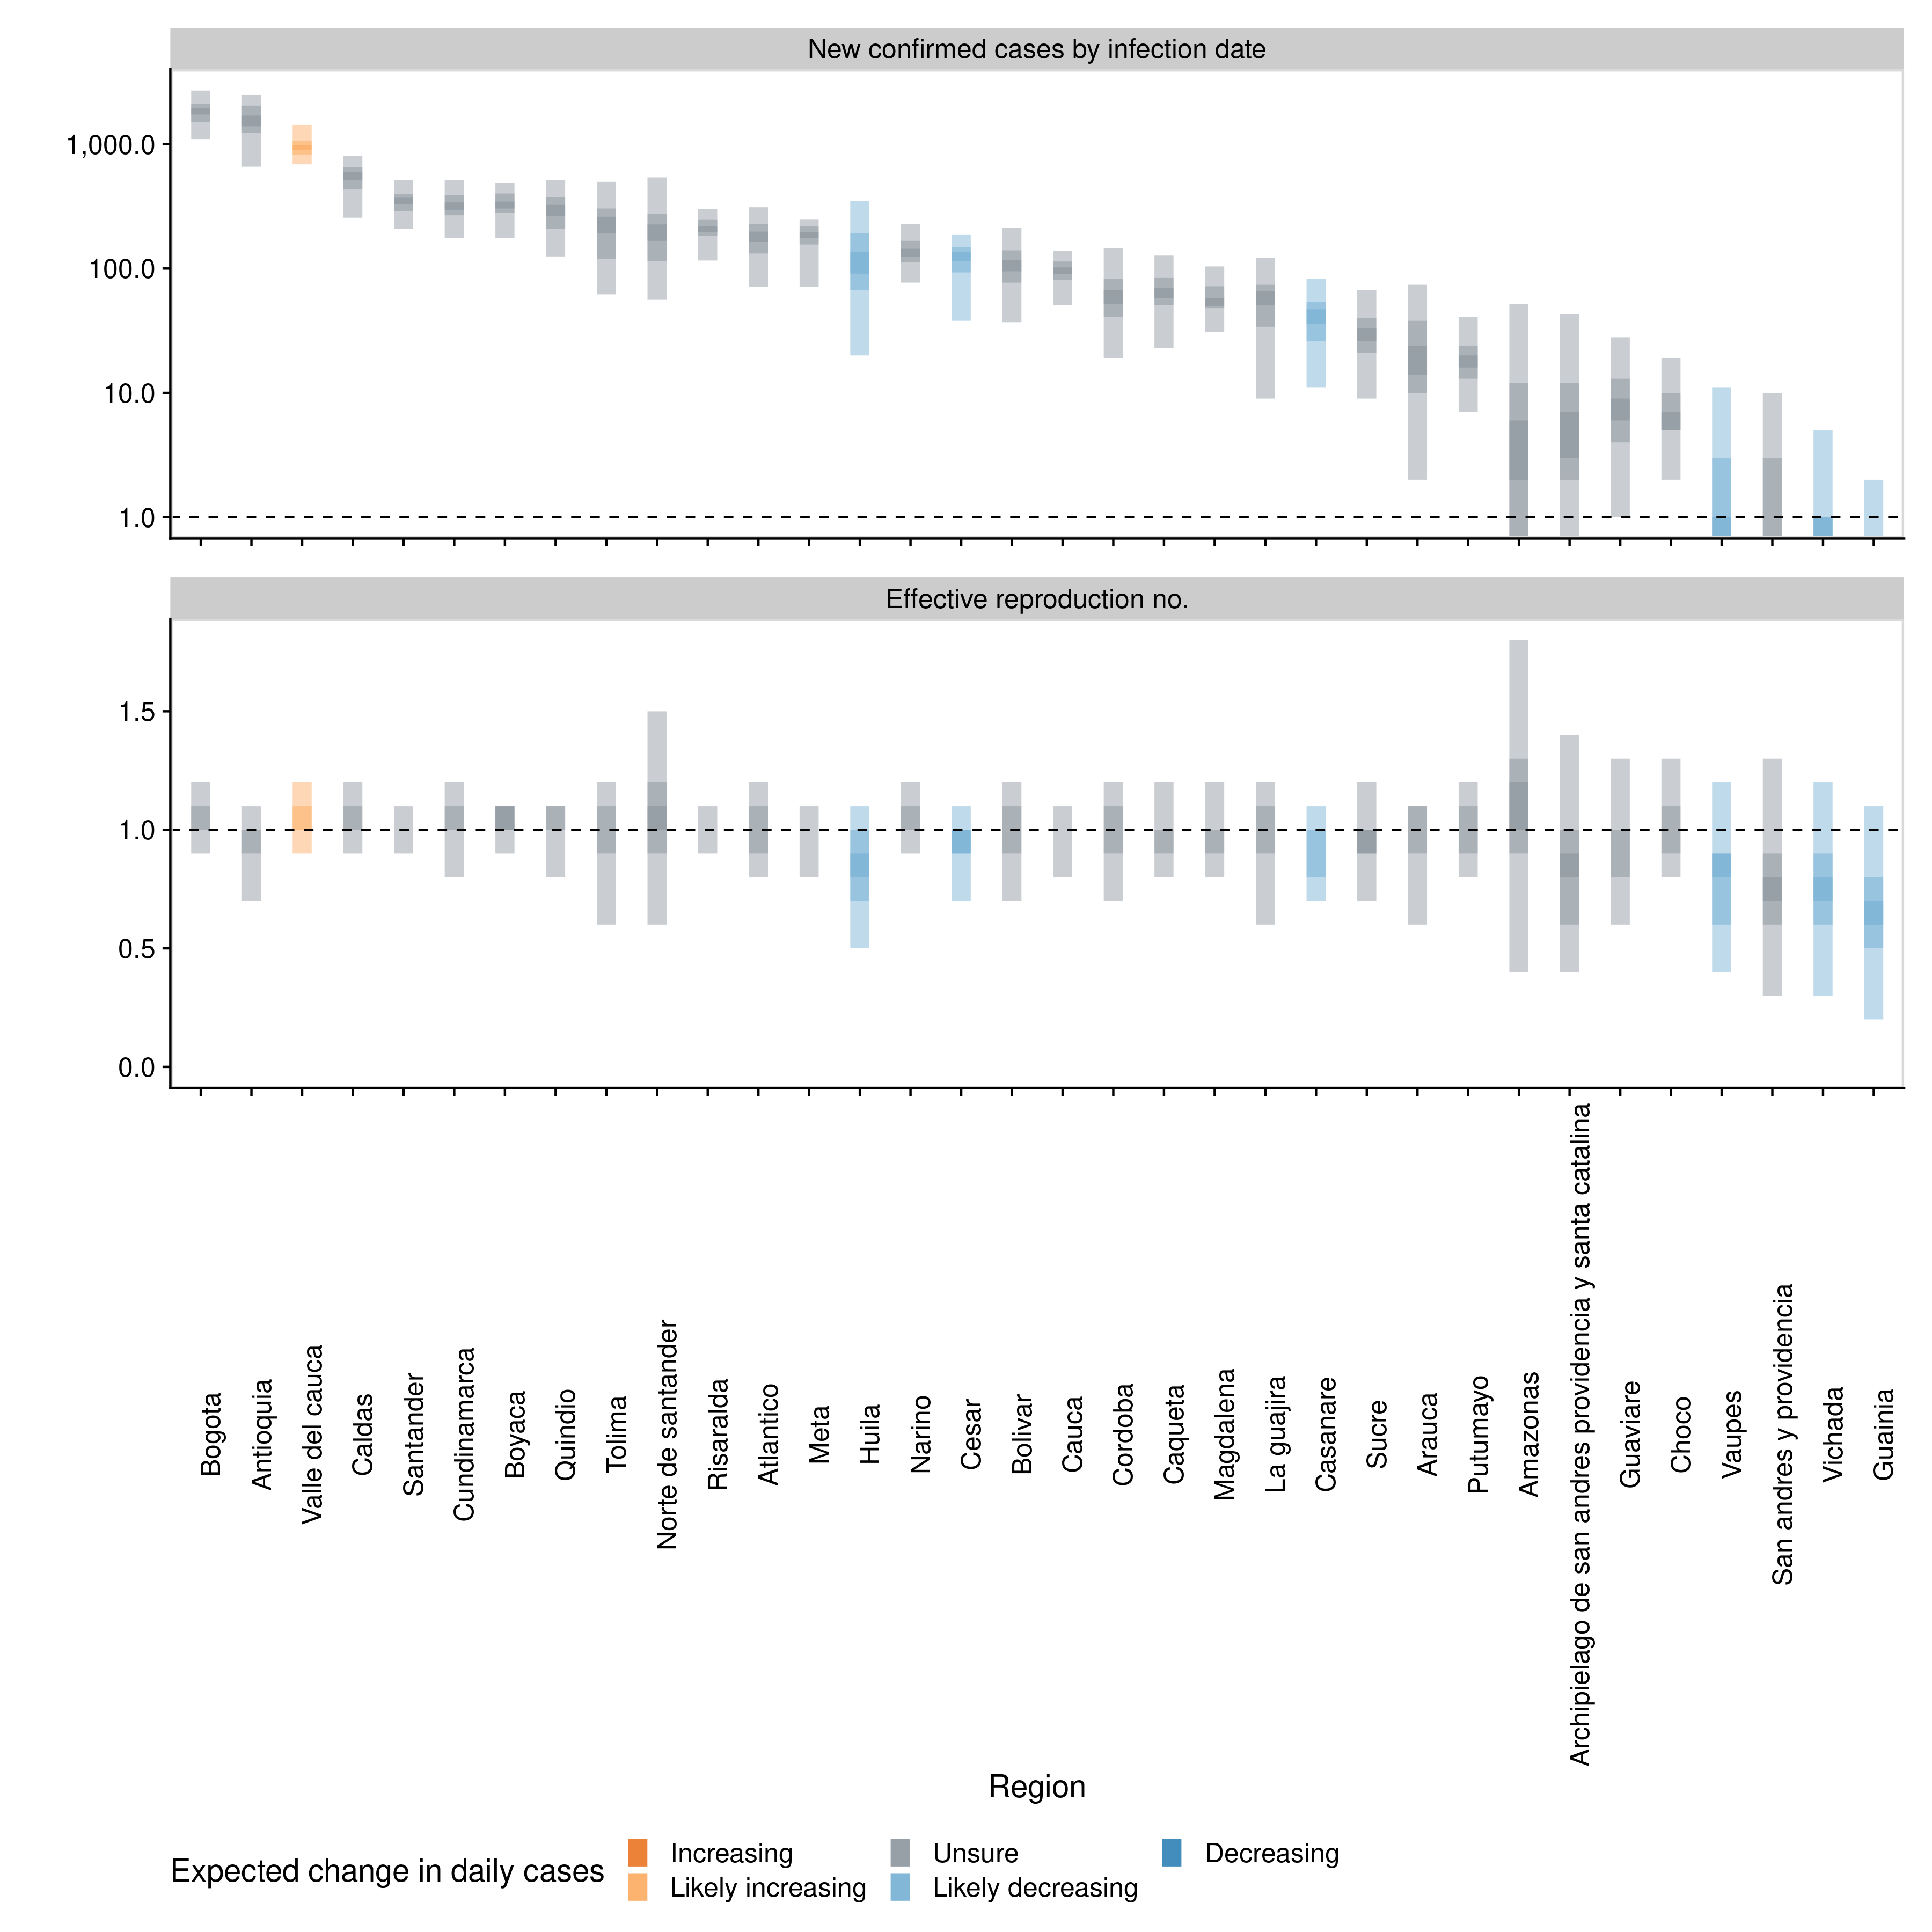 New confirmed cases by infection date
1,000.0
100.0
10.0
1.0
Effective reproduction no.
1.5
1.0
0.5
0.0
Bogota
Antioquia
Valle del cauca
Caldas
Santander
Cundinamarca
Boyaca
Quindio
Tolima
Norte de santander
Risaralda
Atlantico
Meta
Huila
Narino
Cesar
Bolivar
Cauca
Cordoba
Caqueta
Magdalena
La guajira
Casanare
Sucre
Arauca
Putumayo
Amazonas
Archipielago de san andres providencia y santa catalina
Guaviare
Choco
Vaupes
San andres y providencia
Vichada
Guainia
Region
Expected change in daily cases
Increasing
Unsure
Decreasing
Likely increasing
Likely decreasing